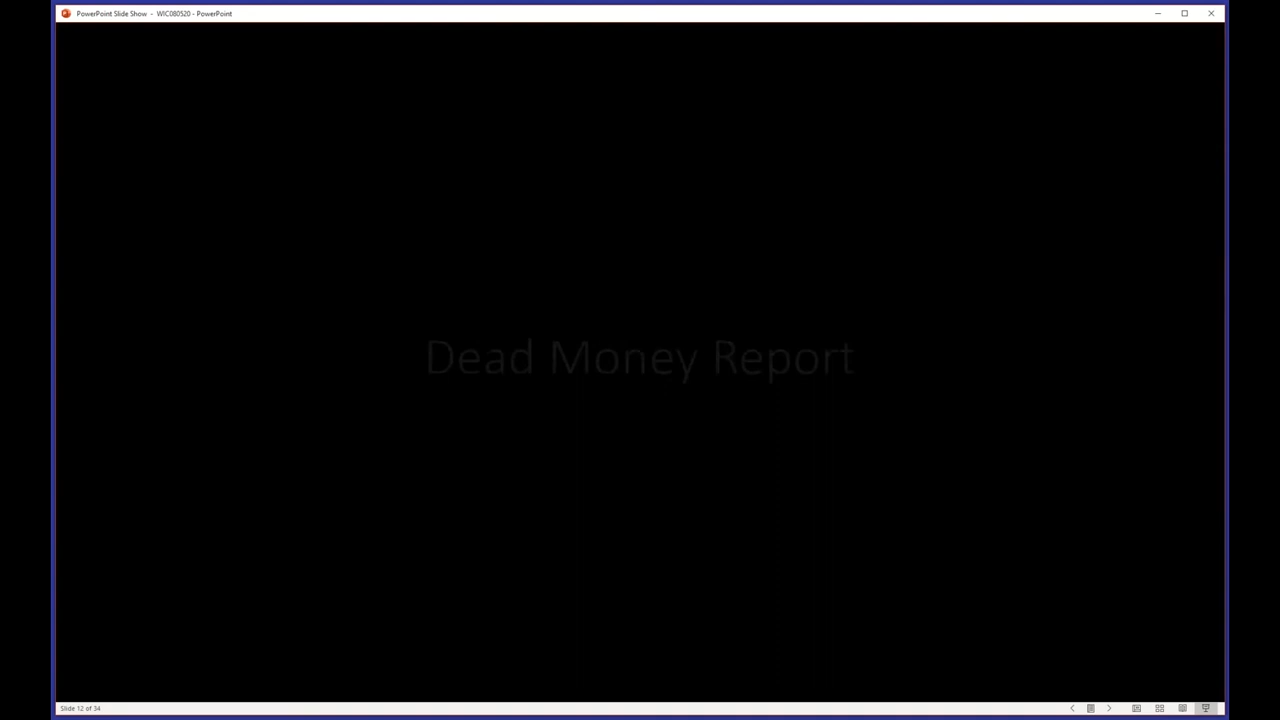 PowerPoint Slide Show - WIC080520 - PowerPoint
Dead Money Report
Slide 12 of 34